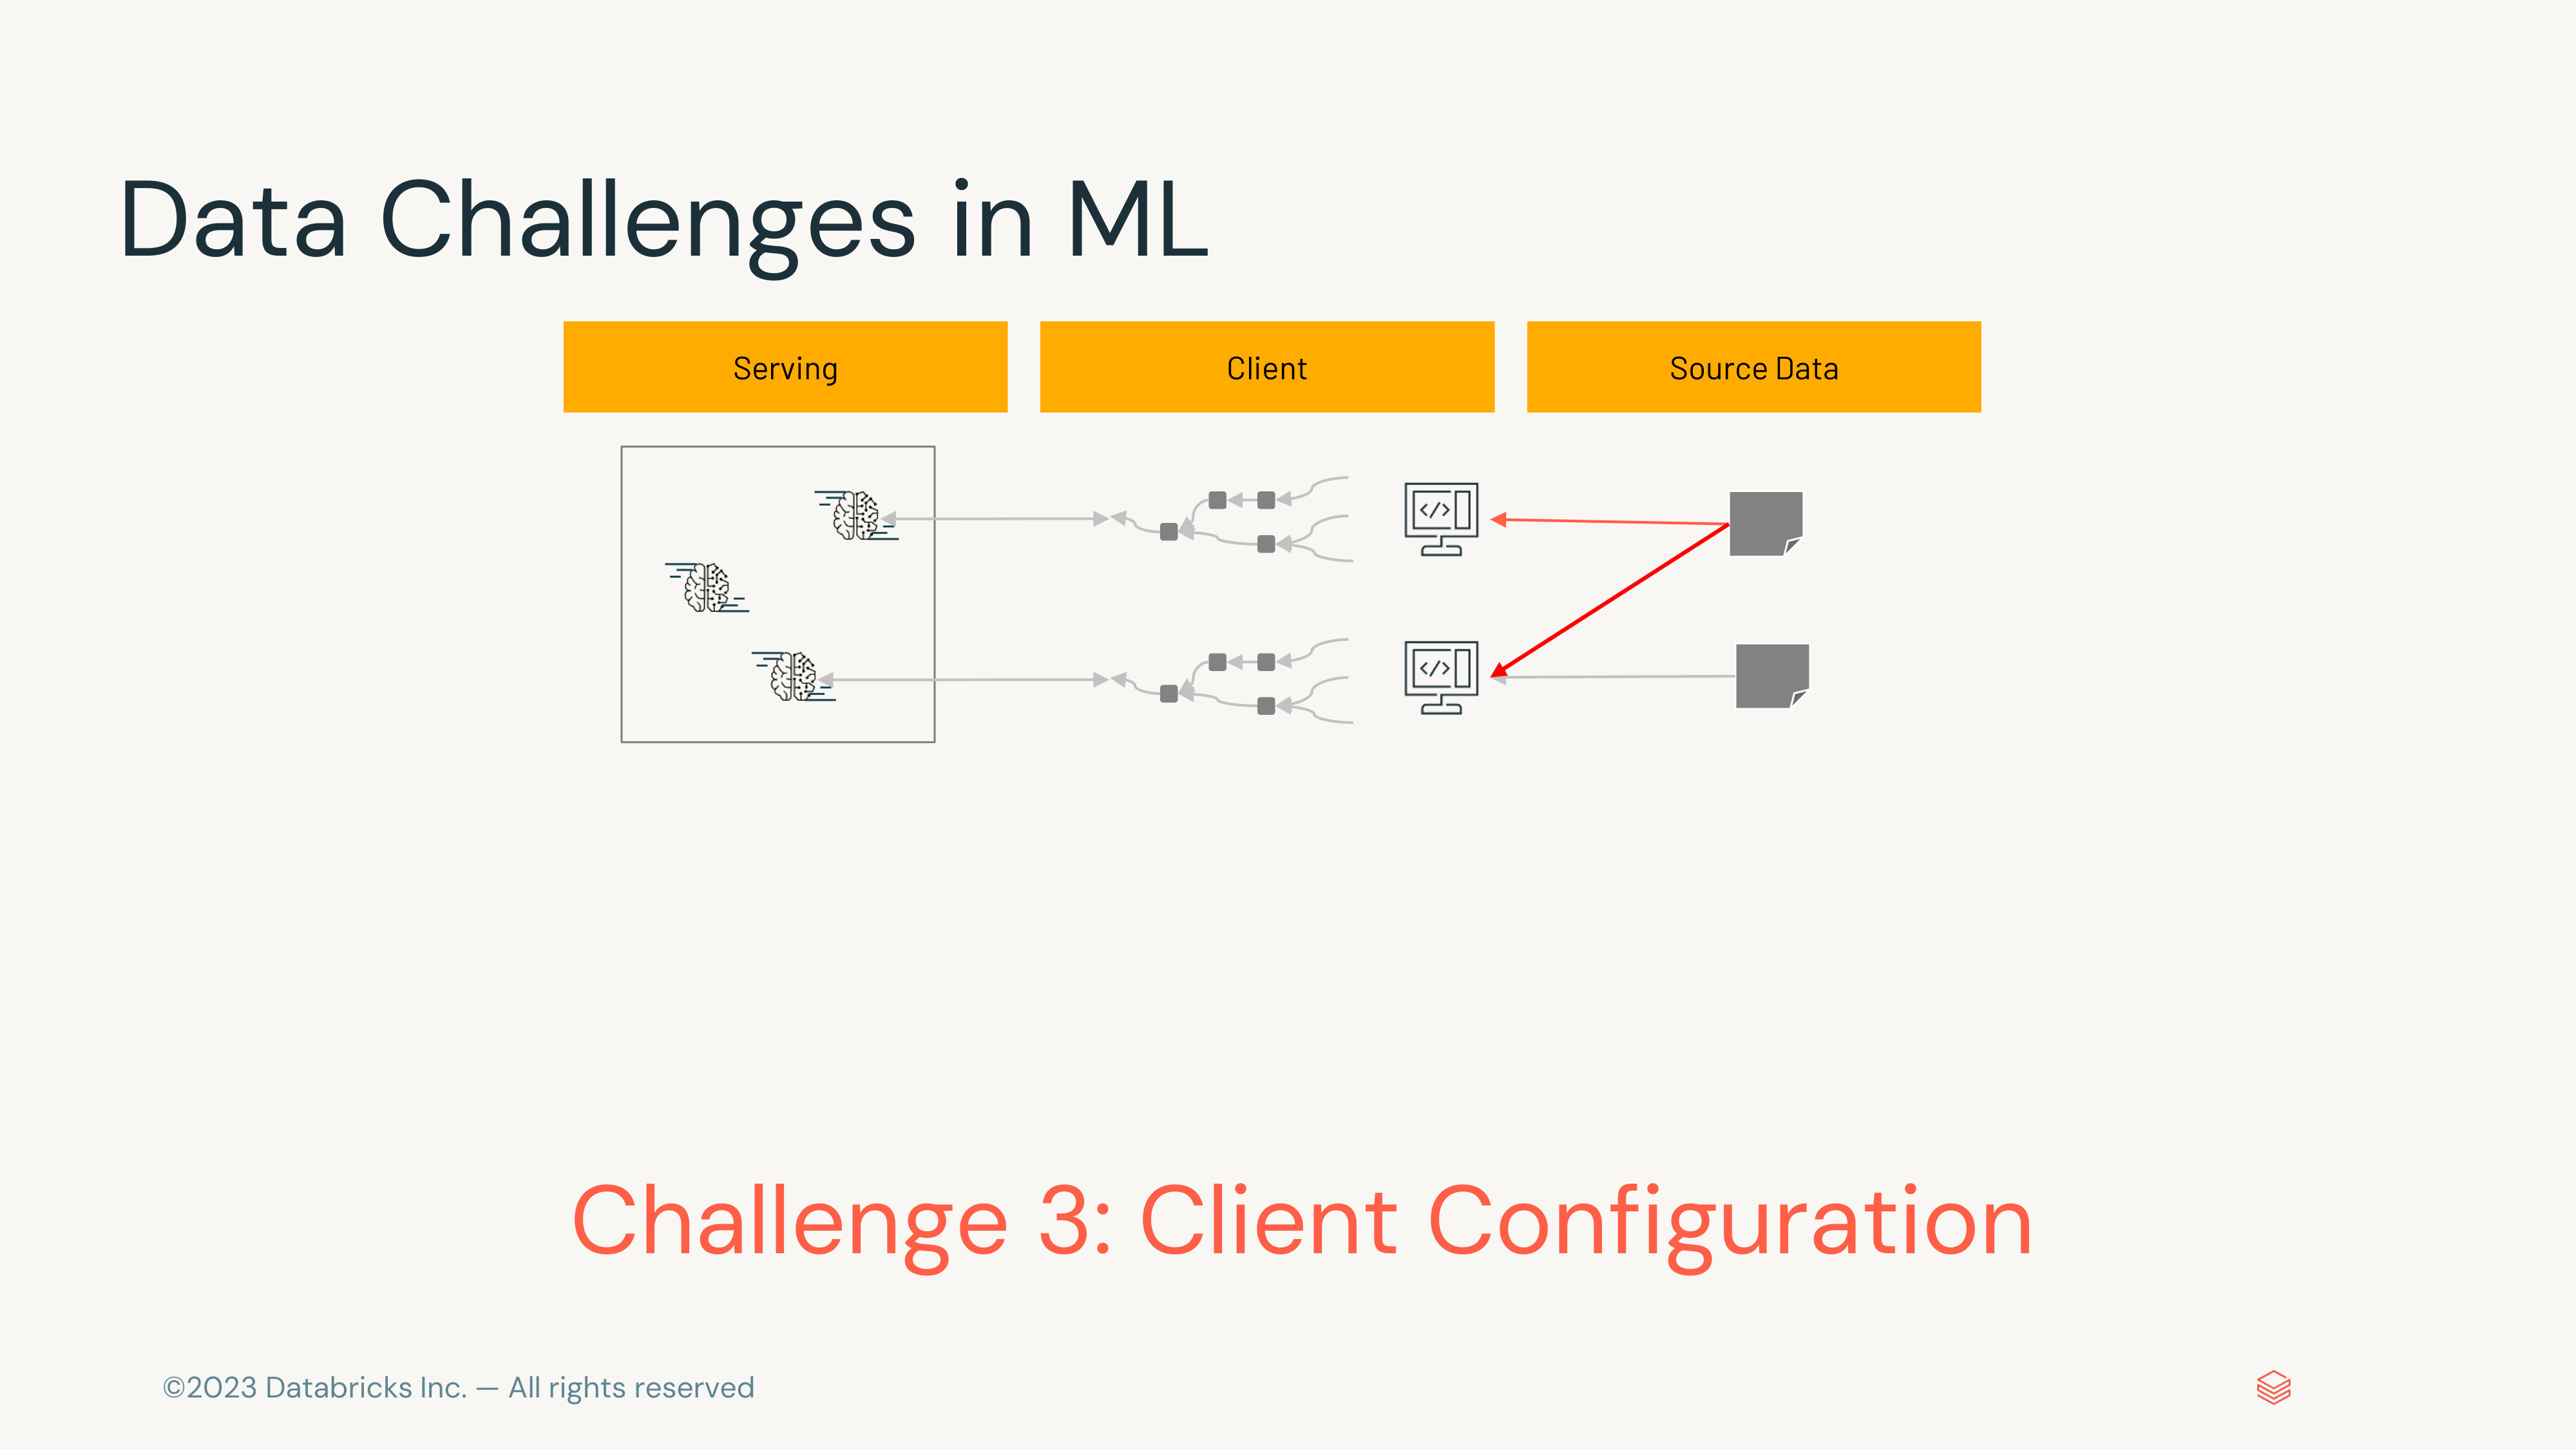 Data Challenges in ML
Serving
Client
Source Data
</>
</>
Challenge 3: Client Configuration
©2023 Databricks Inc. — All rights reserved